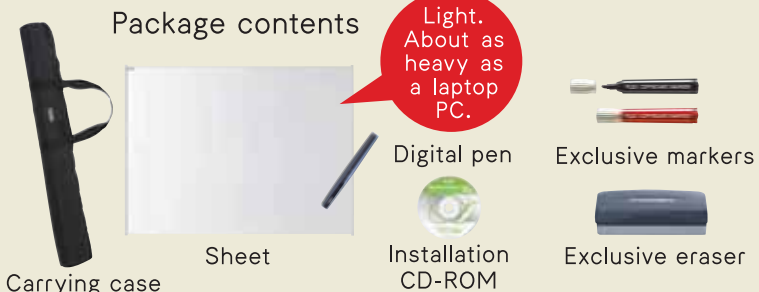 Package contents
Light.
About as
heavy as
a laptop
PC.
Digital pen
Exclusive markers
Sheet
Installation
CD-ROM
Exclusive eraser
Carrying case